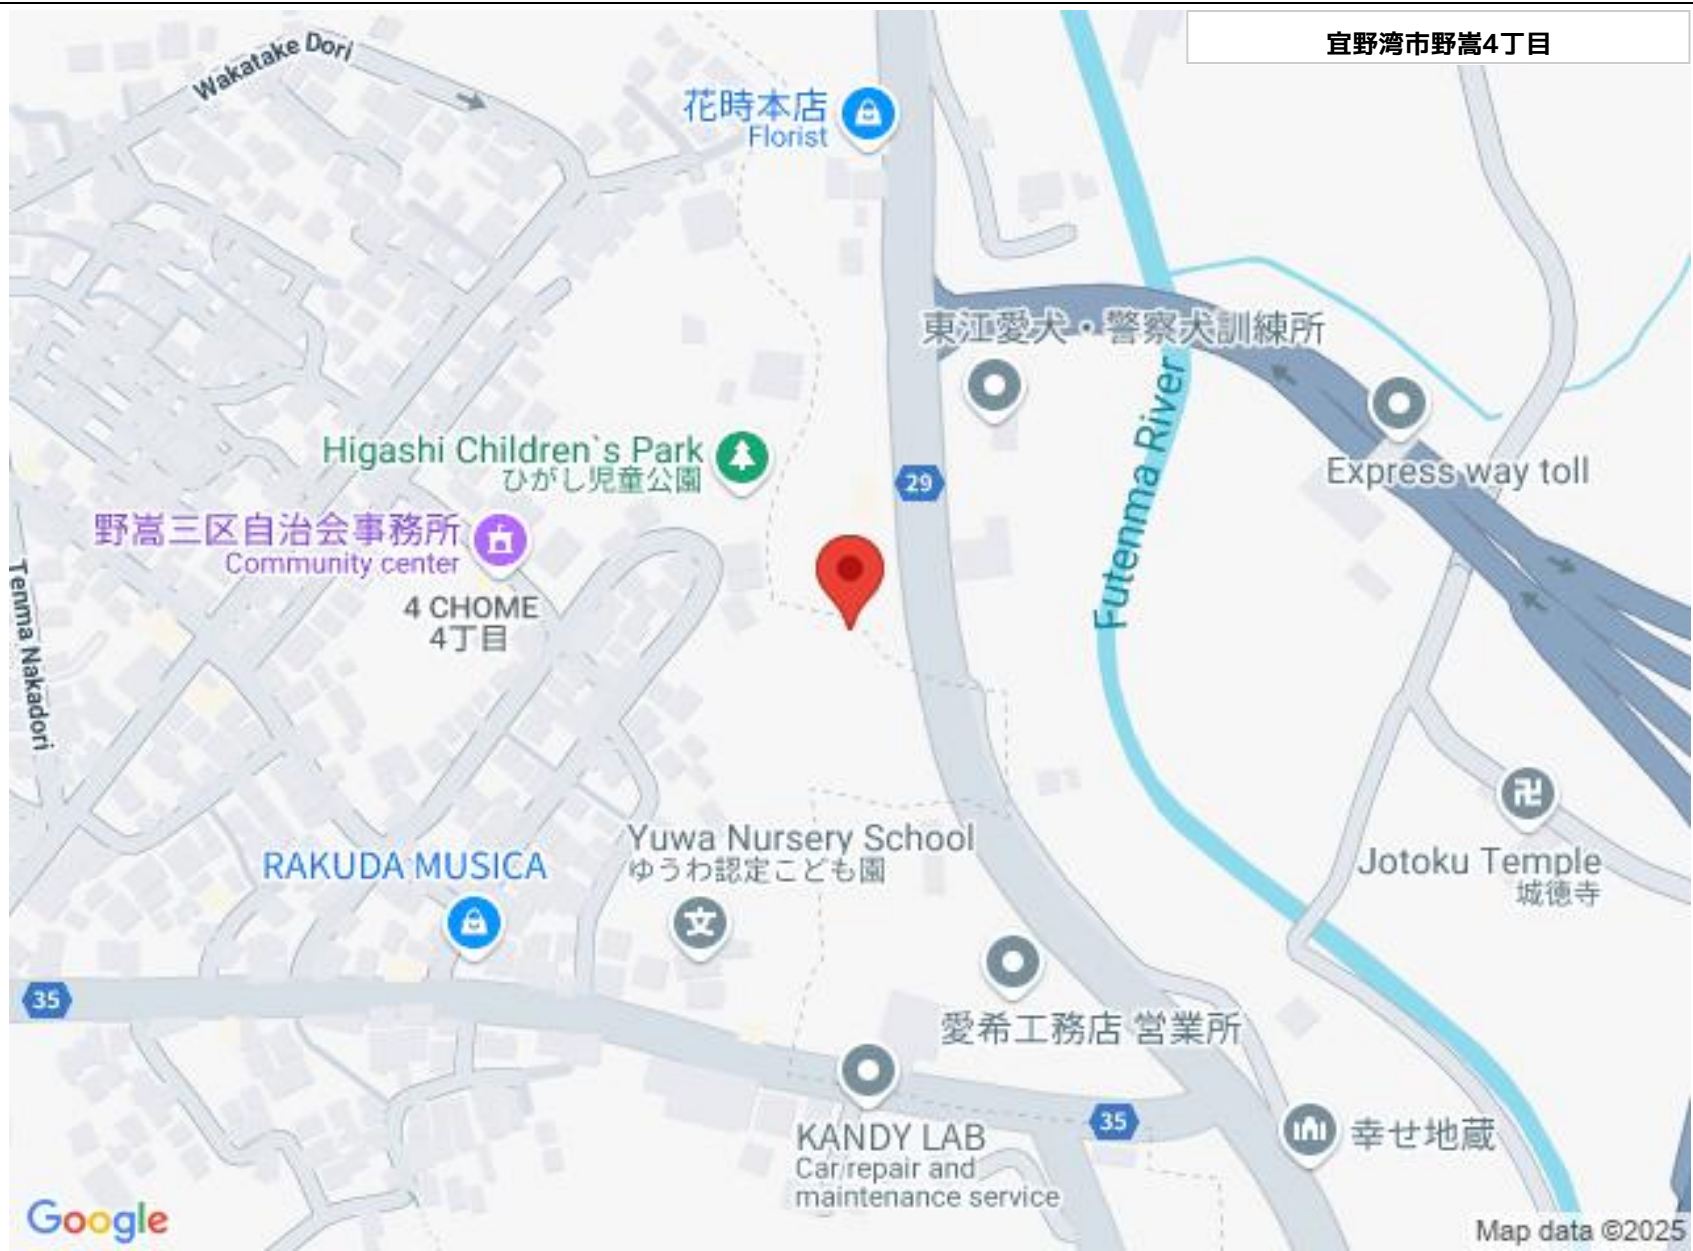 宜野湾市野嵩4丁目
Wakatake Dori
花時本店
Florist
東江愛犬・警察犬訓練所
Express way toll
Higashi Children`s Park
ひがし児童公園
29
野嵩三区自治会事務所
Community center
4 CHOME
4丁目
Tenma Nakadori
Futenma River
卍
Jotoku Temple
城徳寺
RAKUDA MUSICA
Yuwa Nursery School
ゆうわ認定こども園
文
35
愛希工務店 営業所
KANDY LAB
Car repair and
maintenance service
35
幸せ地蔵
Google
Map data ©2025